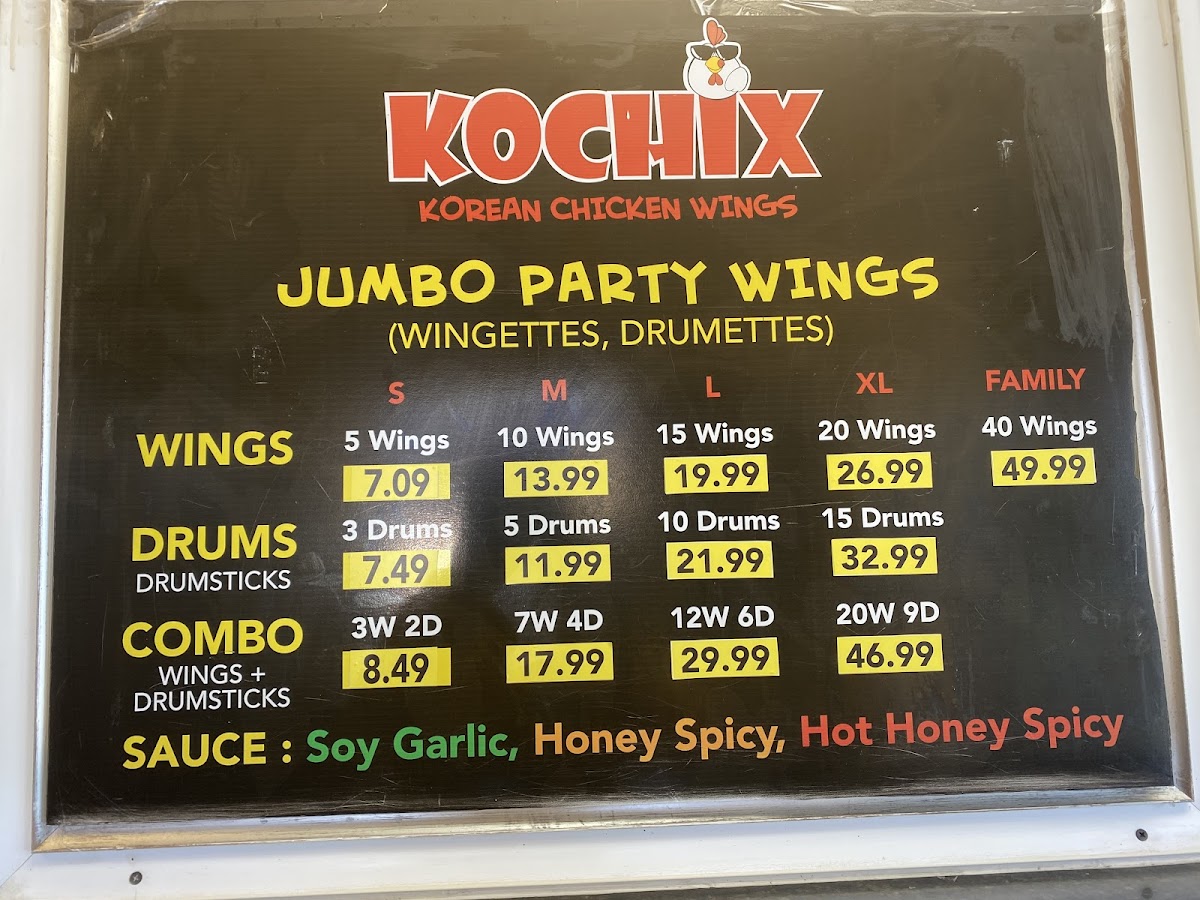 KOCHIX
KOREAN CHICKEN WINGS
JUMBO PARTY WINGS
(WINGETTES, DRUMETTES)
S M L XL FAMILY
WINGS 5 Wings 10 Wings 15 Wings 20 Wings 40 Wings
7.09 13.99 19.99 26.99 49.99
DRUMS 3 Drums 5 Drums 10 Drums 15 Drums
DRUMSTICKS 7.49 11.99 21.99 32.99
COMBO 3W 2D 7W 4D 12W 6D 20W 9D
WINGS + 8.49 17.99 29.99 46.99
DRUMSTICKS
SAUCE : Soy Garlic, Honey Spicy, Hot Honey Spicy